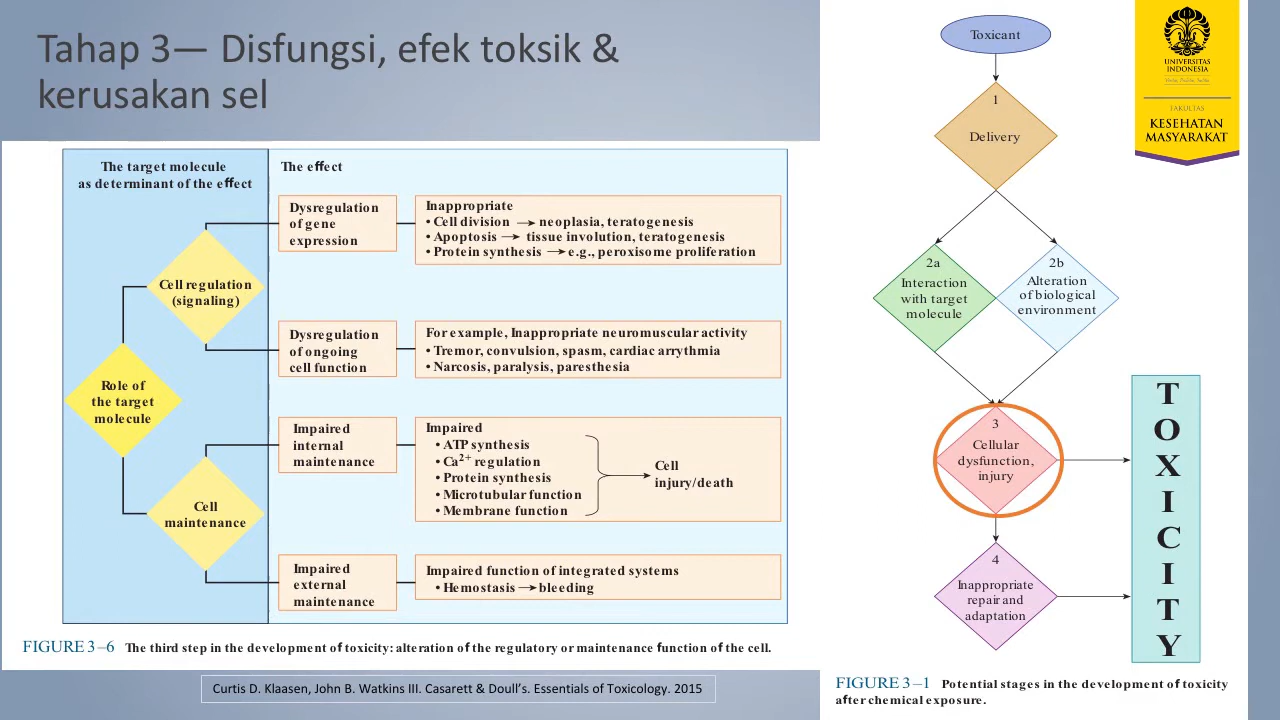 Tahap 3— Disfungsi, efek toksik &
kerusakan sel
The target molecule
as determinant of the effect
The effect
Role of
the target
molecule
Cell regulation
(signaling)
Cell
maintenance
Dysregulation
of gene
expression
Inappropriate
• Cell division → neoplasia, teratogenesis
• Apoptosis → tissue involution, teratogenesis
• Protein synthesis → e.g., peroxisome proliferation
Dysregulation
of ongoing
cell function
For example, Inappropriate neuromuscular activity
• Tremor, convulsion, spasm, cardiac arrythmia
• Narcosis, paralysis, paresthesia
Impaired
internal
maintenance
Impaired
• ATP synthesis
• Ca2+ regulation
• Protein synthesis
• Microtubular function
• Membrane function
Cell
injury/death
Impaired
external
maintenance
Impaired function of integrated systems
• Hemostasis → bleeding
FIGURE 3–6 The third step in the development of toxicity: alteration of the regulatory or maintenance function of the cell.
Curtis D. Klaasen, John B. Watkins III. Casarett & Doull's. Essentials of Toxicology. 2015
Toxicant
1
Delivery
2a
Interaction
with target
molecule
2b
Alteration
of biological
environment
3
Cellular
dysfunction,
injury
4
Inappropriate
repair and
adaptation
TOXICITY
FIGURE 3–1 Potential stages in the development of toxicity
after chemical exposure.
UNIVERSITAS
INDONESIA
FAKULTAS
KESEHATAN
MASYARAKAT